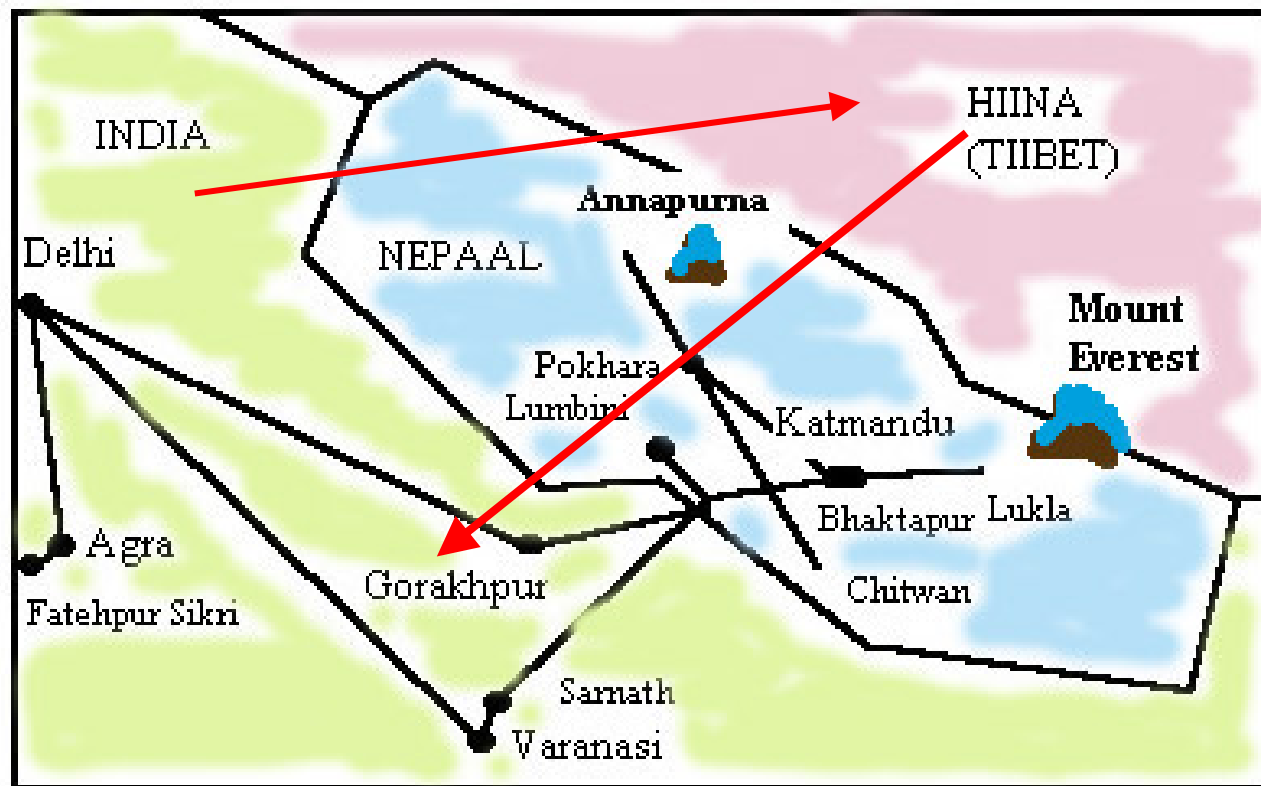 INDIA
HIINA
(TIIBET)
Annapurna
Delhi
NEPAAL
Mount
Everest
Pokhara
Lumbini
Katmandu
Bhaktapur
Lukla
Agra
Gorakhpur
Chitwan
Fatehpur Sikri
Sarnath
Varanasi